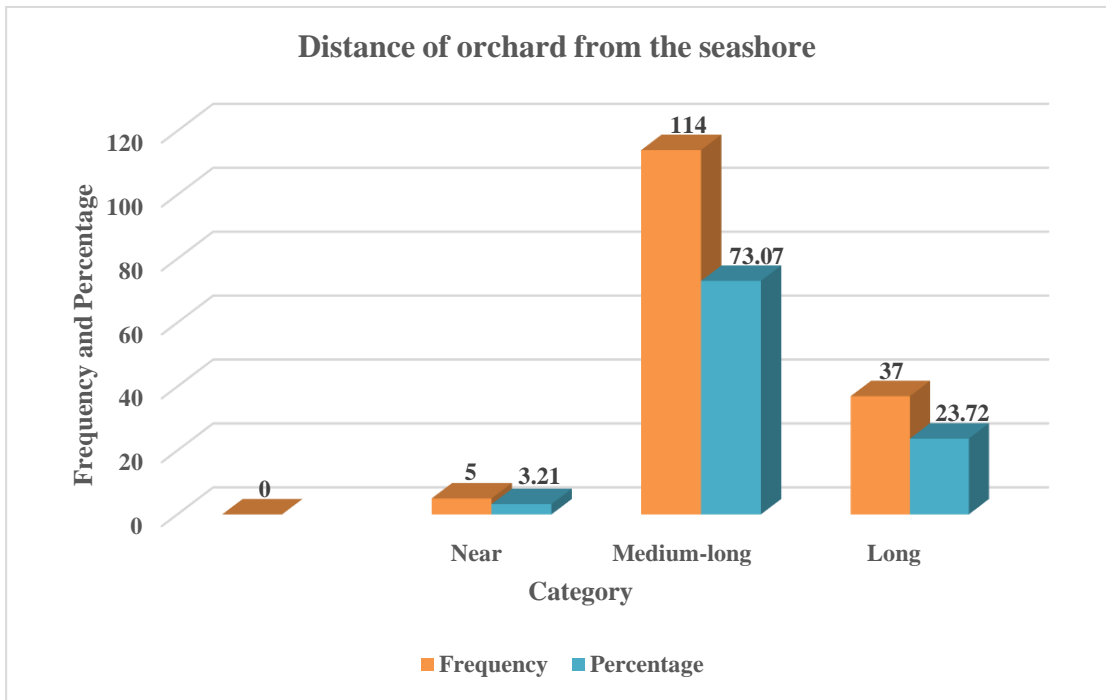 Distance of orchard from the seashore
Frequency and Percentage
120
100
80
60
40
20
0
0
5
3.21
114
73.07
37
23.72
Near
Medium-long
Long
Category
Frequency
Percentage